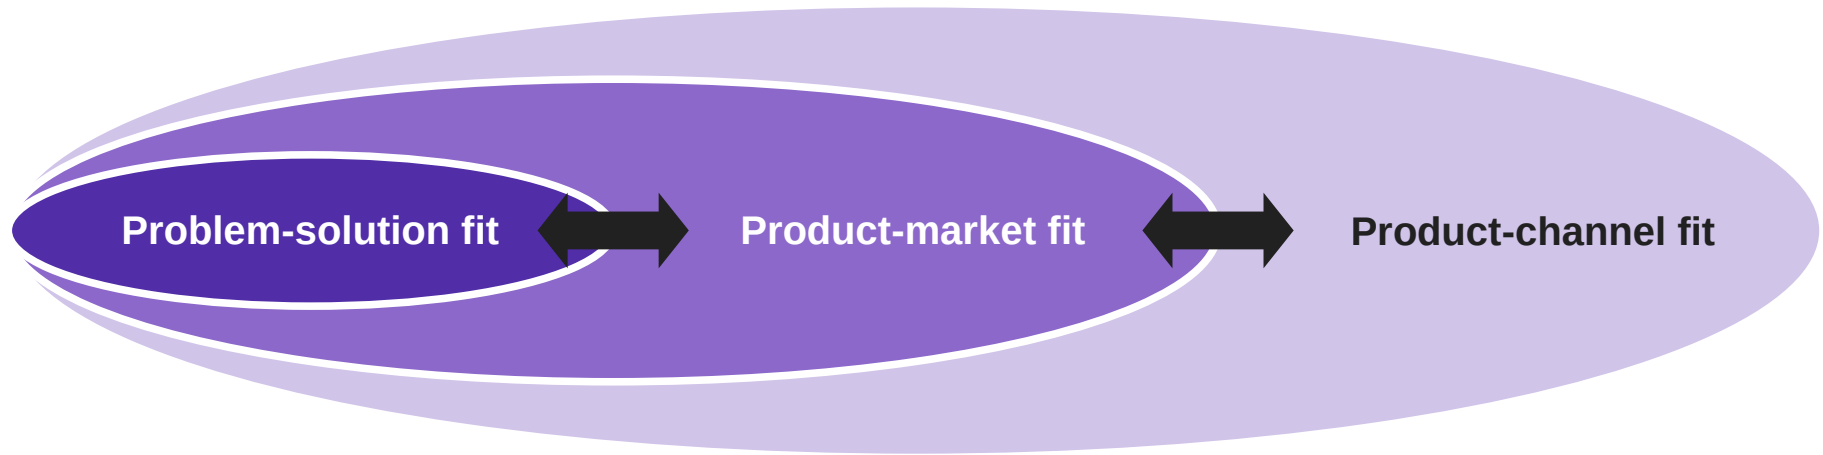 Problem-solution fit
Product-market fit
Product-channel fit